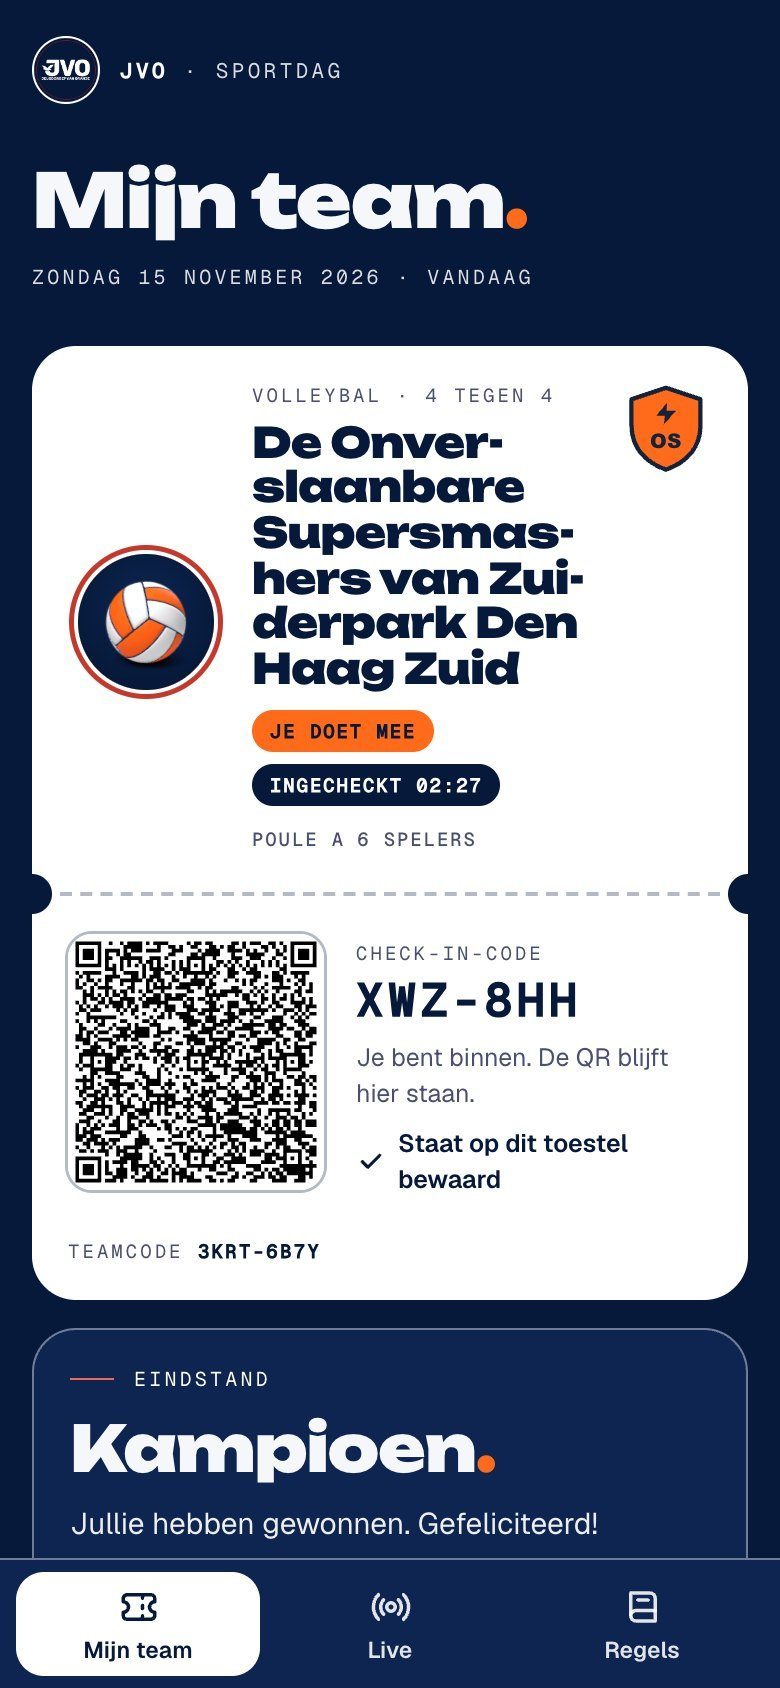 JVO
JVO · SPORTDAG
Mijn team.
ZONDAG 15 NOVEMBER 2026 · VANDAAG
VOLLEYBAL · 4 TEGEN 4
OS
De Onver-
slaanbare
Supersmas-
hers van Zui-
derpark Den
Haag Zuid
JE DOET MEE
INGECHECKT 02:27
POULE A 6 SPELERS
CHECK-IN-CODE
XWZ-8HH
Je bent binnen. De QR blijft
hier staan.
Staat op dit toestel
bewaard
TEAMCODE 3KRT-6B7Y
EINDSTAND
Kampioen.
Jullie hebben gewonnen. Gefeliciteerd!
Mijn team
Live
Regels